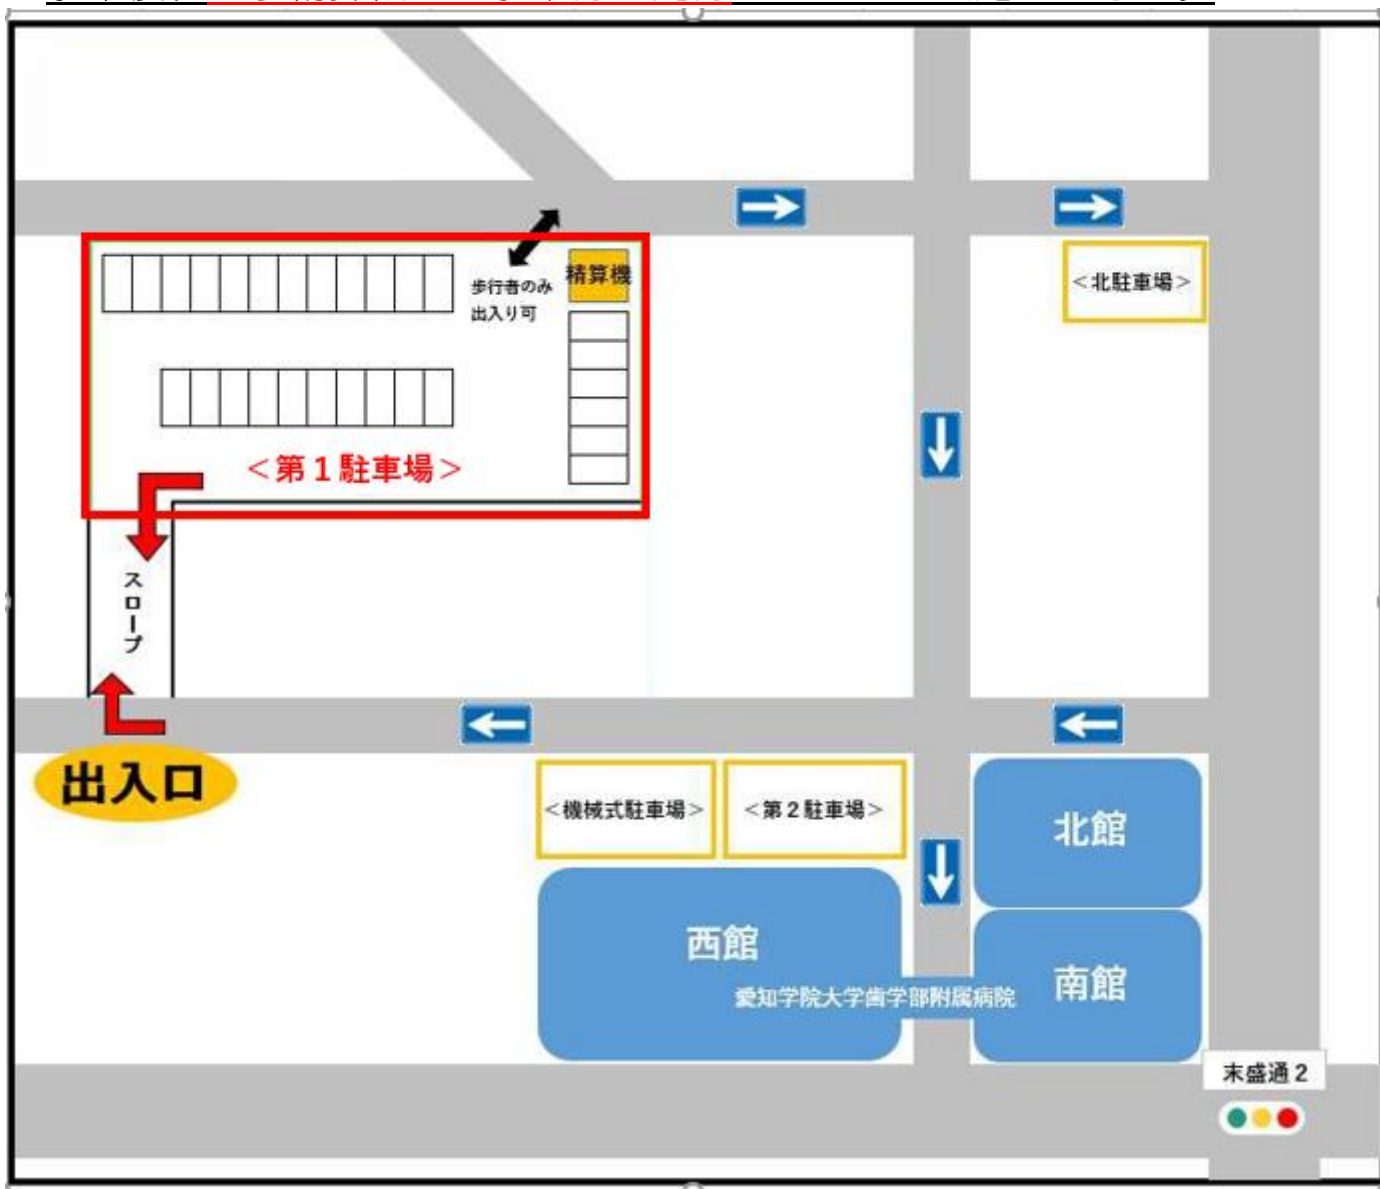 精算機
歩行者のみ
出入り可
＜北駐車場＞
＜第１駐車場＞
スロープ
出入口
＜機械式駐車場＞
＜第２駐車場＞
北館
西館
南館
愛知学院大学歯学部附属病院
末盛通２